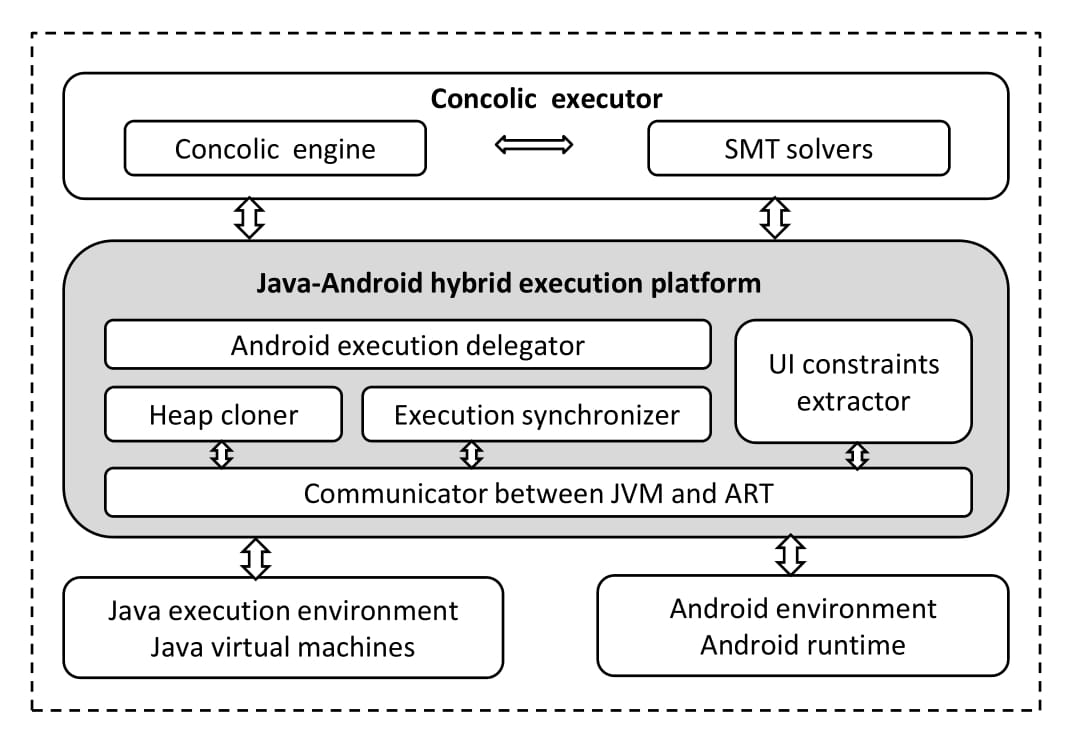 Concolic executor
Concolic engine
SMT solvers
Java-Android hybrid execution platform
Android execution delegator
UI constraints
extractor
Heap cloner
Execution synchronizer
Communicator between JVM and ART
Java execution environment
Java virtual machines
Android environment
Android runtime